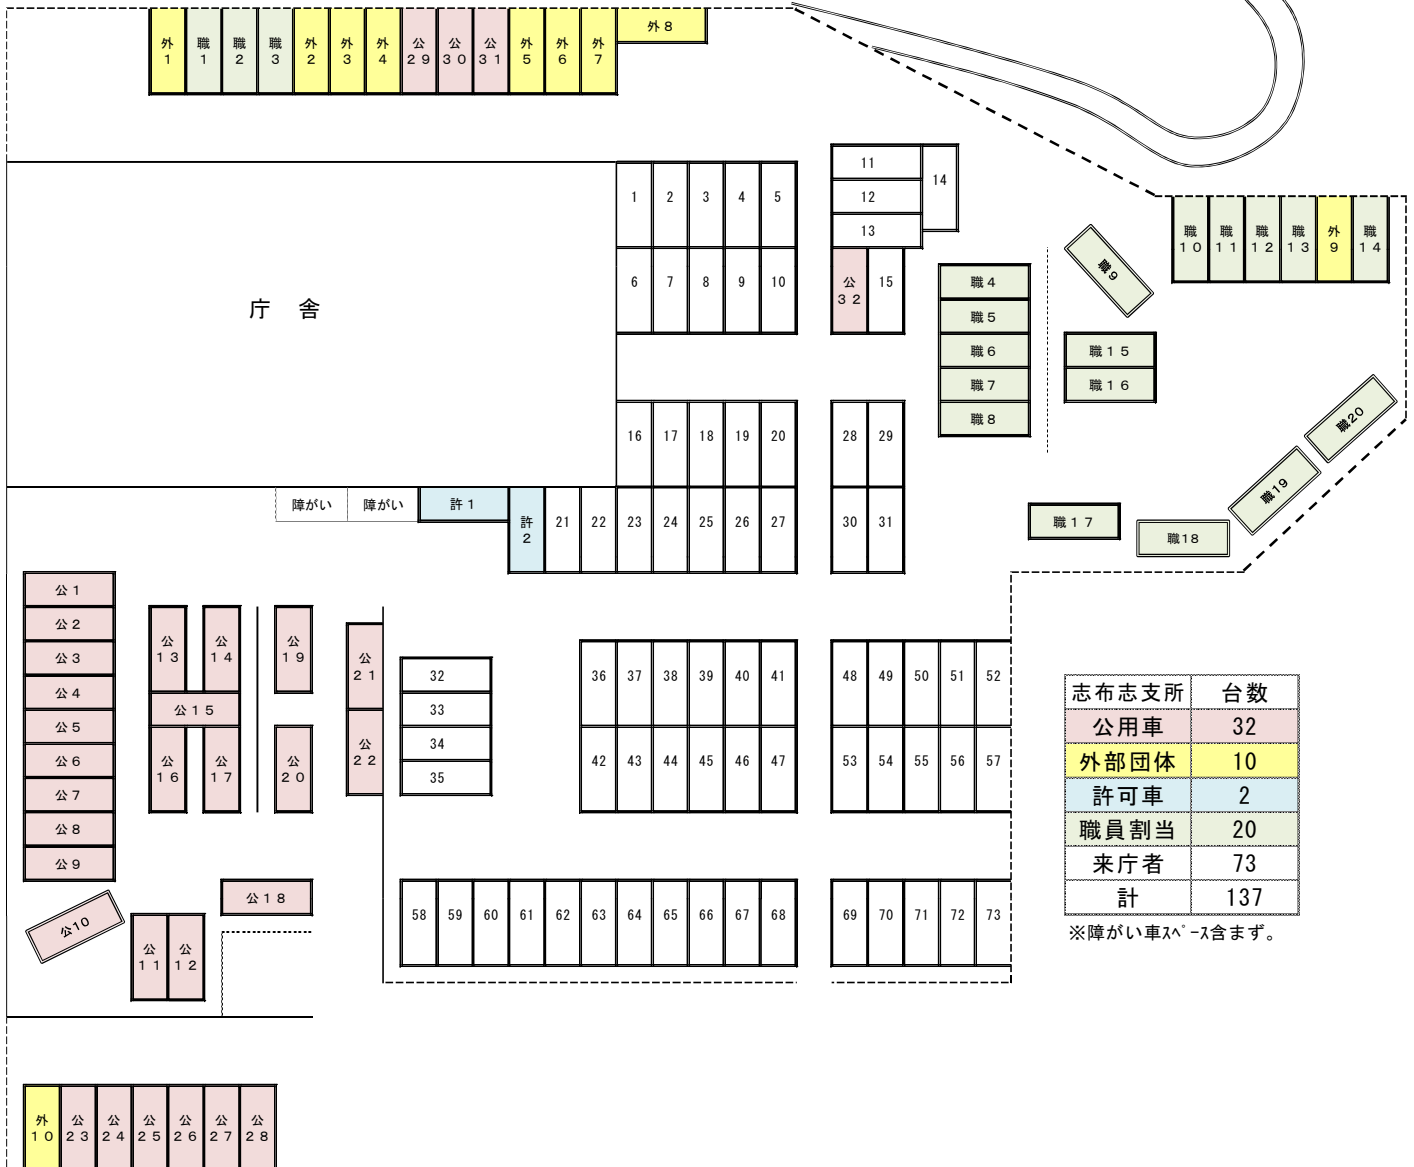 外1 職1 職2 職3 外2 外3 外4 公29 公30 公31 外5 外6 外7 外8
11
12
13
14
1 2 3 4 5
6 7 8 9 10
公32 15
庁 舎
職4
職5
職6
職7
職8
職9
職10 職11 職12 職13 外9 職14
職15
職16
職20
職19
職18
職17
16 17 18 19 20
28 29
障がい 障がい 許1 許2
21 22 23 24 25 26 27
30 31
公1
公2
公3
公4
公5
公6
公7
公8
公9
公10
公11 公12
公13 公14
公15
公16 公17
公18
公19
公20
公21
公22
32
33
34
35
36 37 38 39 40 41
42 43 44 45 46 47
48 49 50 51 52
53 54 55 56 57
58 59 60 61 62 63 64 65 66 67 68
69 70 71 72 73
志布志支所 台数
公用車 32
外部団体 10
許可車 2
職員割当 20
来庁者 73
計 137
※障がい車ｽﾍﾟｰｽ含まず。
外10 公23 公24 公25 公26 公27 公28